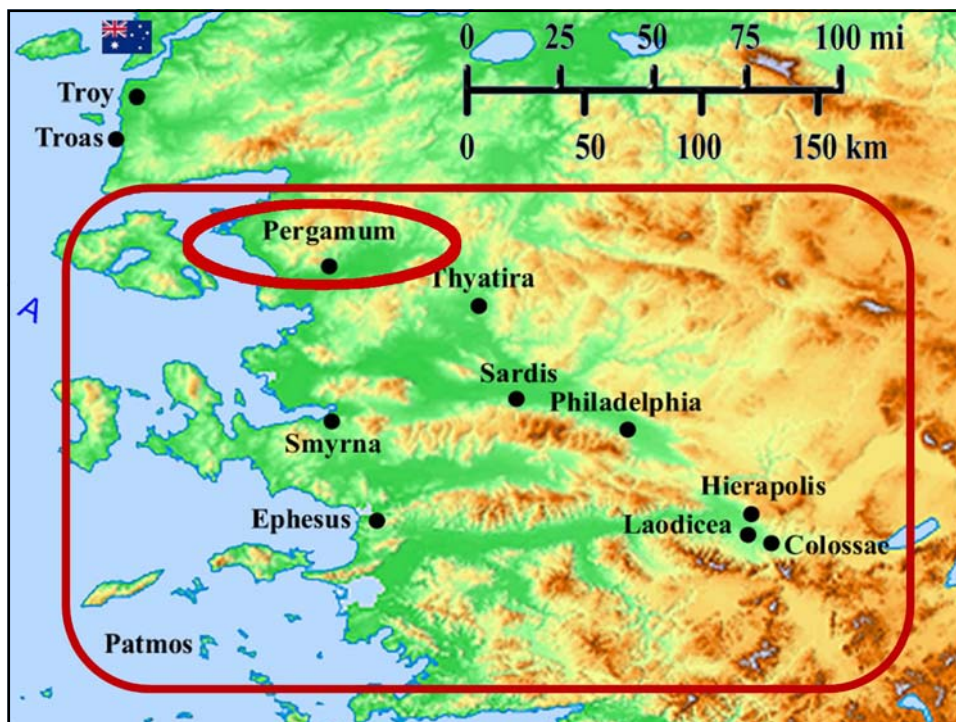 0 25 50 75 100 mi
0 50 100 150 km
Troy
Troas
Pergamum
Thyatira
Sardis
Philadelphia
Smyrna
Hierapolis
Ephesus
Laodicea
Colossae
Patmos
A